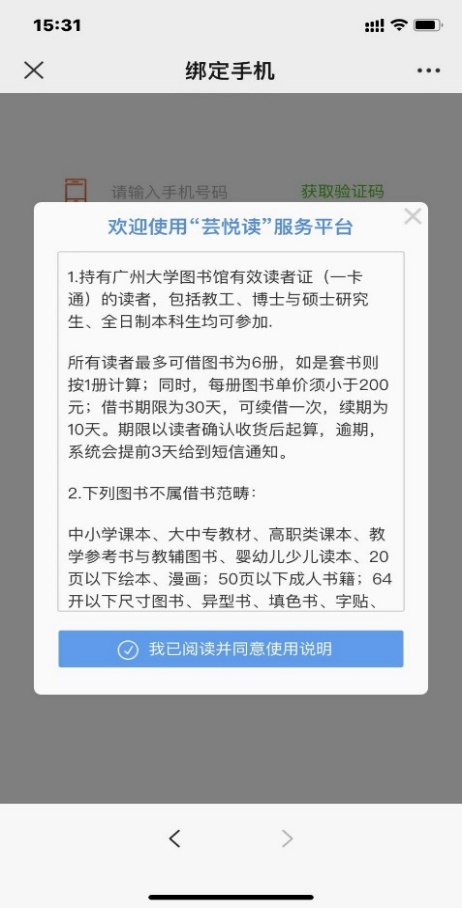 15:31
绑定手机
请输入手机号码
获取验证码
欢迎使用“芸悦读”服务平台
1.持有广州大学图书馆有效读者证（一卡
通）的读者，包括教工、博士与硕士研究
生、全日制本科生均可参加.
所有读者最多可借图书为6册，如是套书则
按1册计算；同时，每册图书单价须小于200
元；借书期限为30天，可续借一次，续期为
10天。期限以读者确认收货后起算，逾期，
系统会提前3天给到短信通知。
2.下列图书不属借书范畴：
中小学课本、大中专教材、高职类课本、教
学参考书与教辅图书、婴幼儿少儿读本、20
页以下绘本、漫画；50页以下成人书籍；64
开以下尺寸图书、异型书、填色书、字贴、
我已阅读并同意使用说明